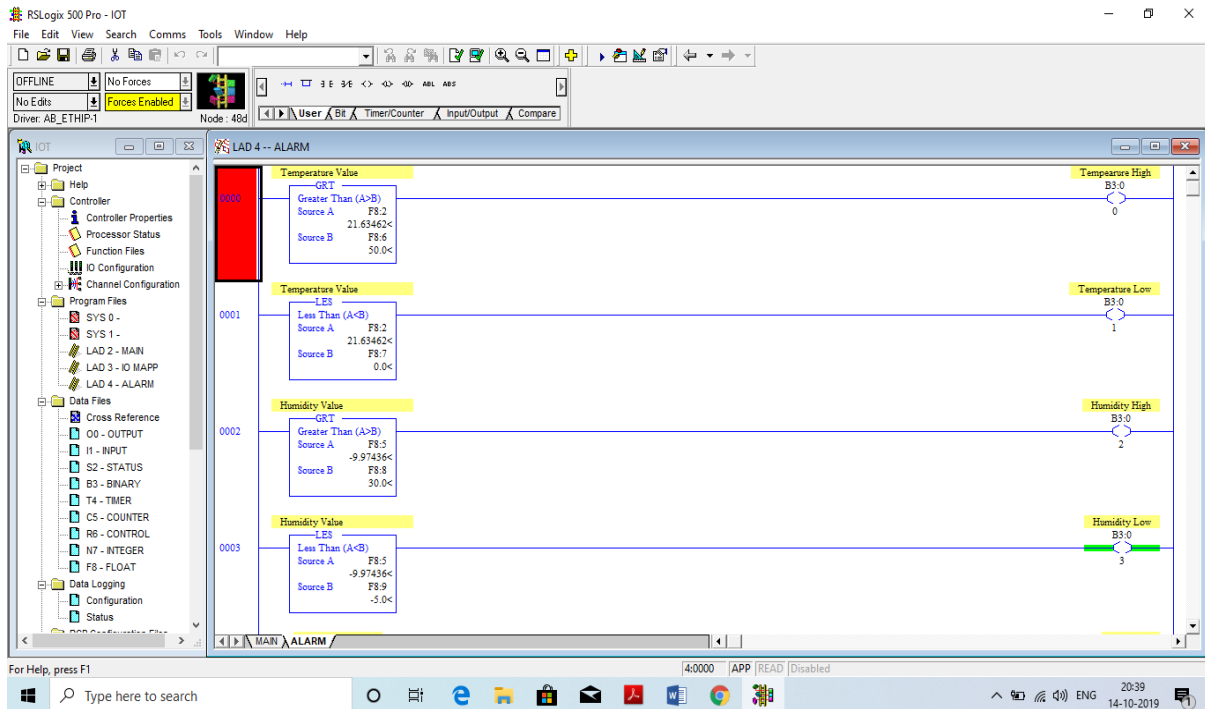 RSLogix 500 Pro - IOT
File Edit View Search Comms Tools Window Help
OFFLINE No Forces
No Edits Forces Enabled
Driver: AB_ETHIP-1 Node : 48d
ABL ABS
User Bit Timer/Counter Input/Output Compare
IOT
Project
Help
Controller
Controller Properties
Processor Status
Function Files
IO Configuration
Channel Configuration
Program Files
SYS 0 -
SYS 1 -
LAD 2 - MAIN
LAD 3 - IO MAPP
LAD 4 - ALARM
Data Files
Cross Reference
O0 - OUTPUT
I1 - INPUT
S2 - STATUS
B3 - BINARY
T4 - TIMER
C5 - COUNTER
R6 - CONTROL
N7 - INTEGER
F8 - FLOAT
Data Logging
Configuration
Status
LAD 4 -- ALARM
Temperature Value
GRT
0000
Greater Than (A>B)
Source A F8:2
21.63462<
Source B F8:6
50.0<
Tempearure High
B3:0
0
Temperature Value
LES
0001
Less Than (A<B)
Source A F8:2
21.63462<
Source B F8:7
0.0<
Temperature Low
B3:0
1
Humidity Value
GRT
0002
Greater Than (A>B)
Source A F8:5
-9.97436<
Source B F8:8
30.0<
Humidity High
B3:0
2
Humidity Value
LES
0003
Less Than (A<B)
Source A F8:5
-9.97436<
Source B F8:9
-5.0<
Humidity Low
B3:0
3
MAIN ALARM
For Help, press F1
4:0000 APP READ Disabled
Type here to search
ENG
20:39
14-10-2019